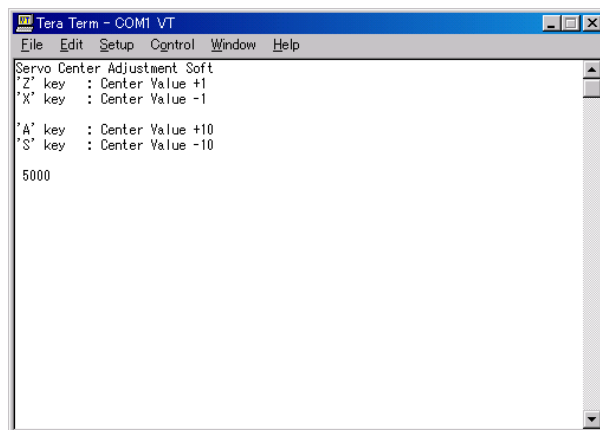 Tera Term - COM1 VT
File Edit Setup Control Window Help
Servo Center Adjustment Soft
'Z' key : Center Value +1
'X' key : Center Value -1
'A' key : Center Value +10
'S' key : Center Value -10
5000